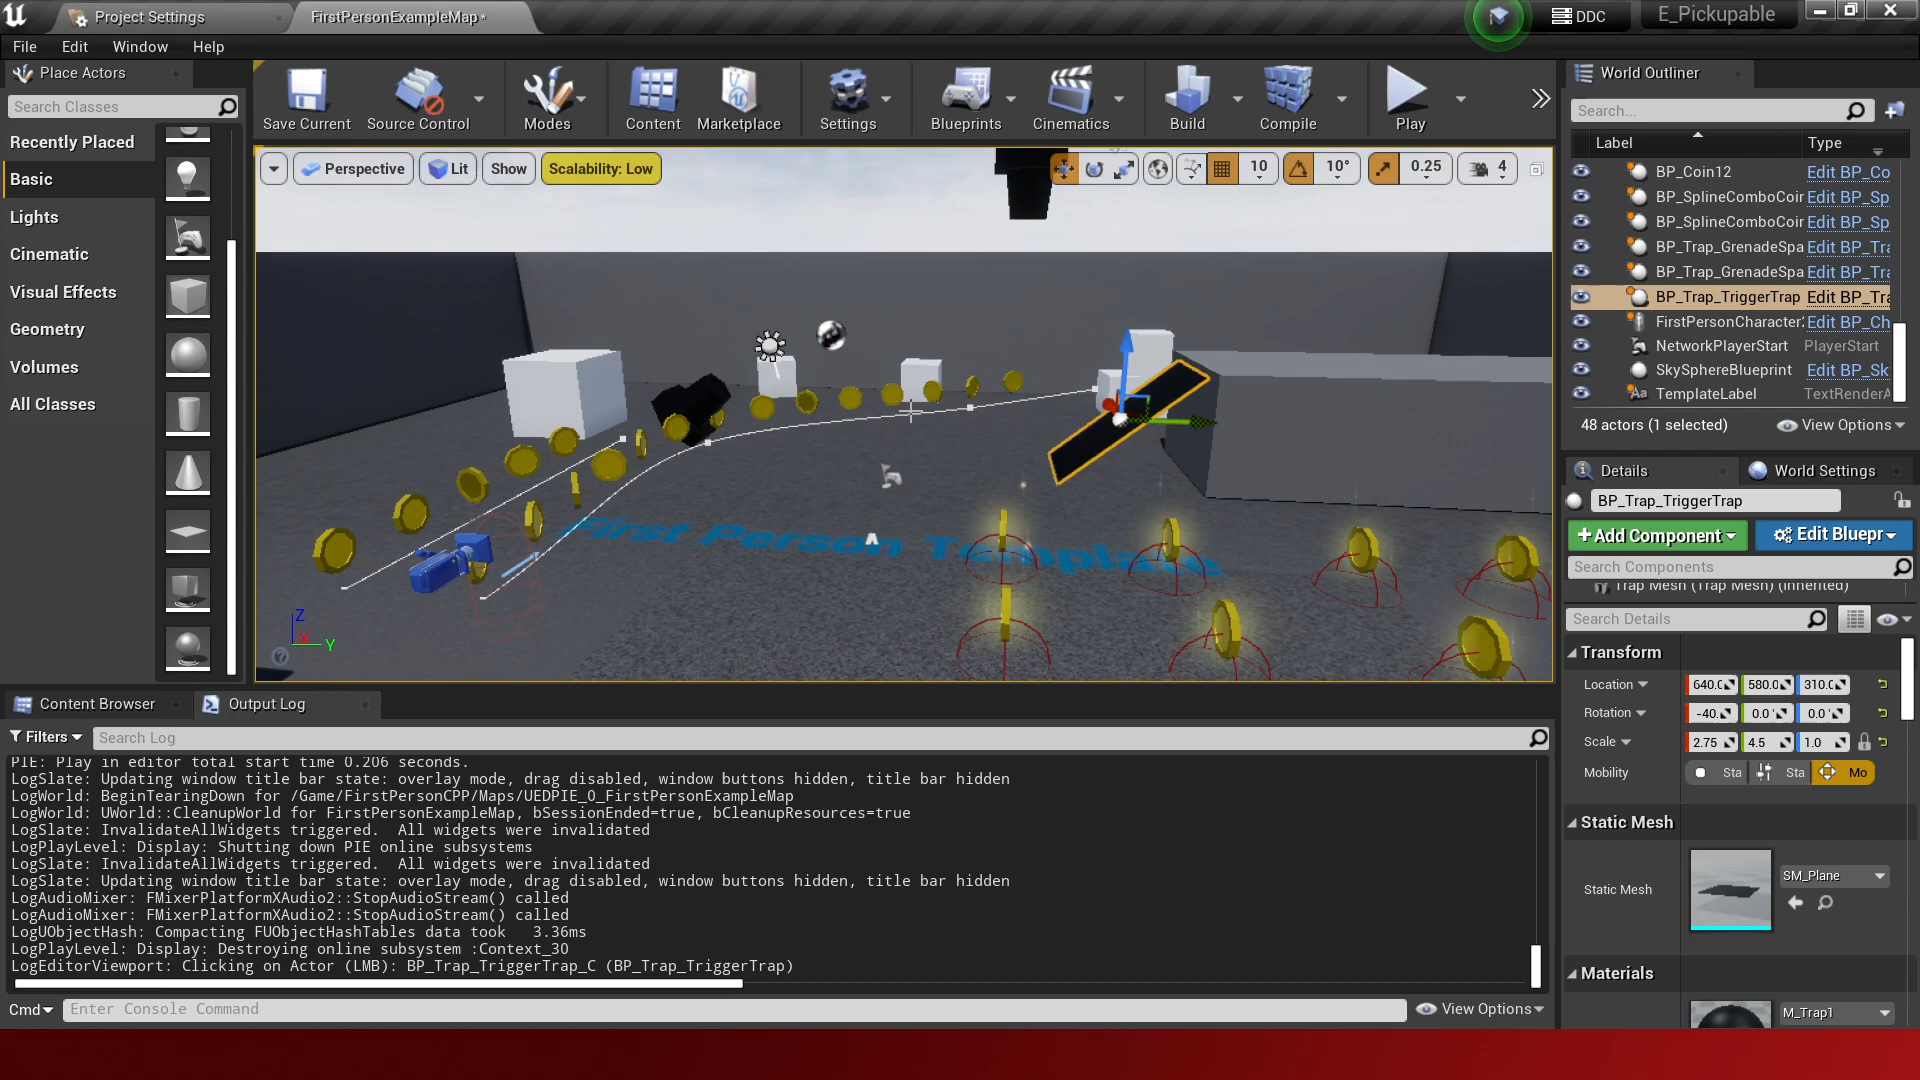 Project Settings
FirstPersonExampleMap*
DDC
E_Pickupable
File Edit Window Help
Place Actors
Search Classes
Recently Placed
Basic
Lights
Cinematic
Visual Effects
Geometry
Volumes
All Classes
Save Current
Source Control
Modes
Content
Marketplace
Settings
Blueprints
Cinematics
Build
Compile
Play
Perspective
Lit
Show
Scalability: Low
10
10°
0.25
4
First Person Template
Z
X
Y
World Outliner
Search...
Label Type
BP_Coin12 Edit BP_Co
BP_SplineComboCoir Edit BP_Sp
BP_SplineComboCoir Edit BP_Sp
BP_Trap_GrenadeSpa Edit BP_Tra
BP_Trap_GrenadeSpa Edit BP_Tra
BP_Trap_TriggerTrap Edit BP_Tra
FirstPersonCharacter Edit BP_Ch
NetworkPlayerStart PlayerStart
SkySphereBlueprint Edit BP_Sk
TemplateLabel TextRenderA
48 actors (1 selected) View Options
Details
World Settings
BP_Trap_TriggerTrap
+Add Component
Edit Bluepr
Search Components
Trap Mesh (Trap Mesh) (Inherited)
Search Details
Transform
Location 640.0 580.0 310.0
Rotation -40. 0.0 ° 0.0 °
Scale 2.75 4.5 1.0
Mobility Sta Sta Mo
Static Mesh
Static Mesh
SM_Plane
Materials
M_Trap1
Content Browser
Output Log
Filters
Search Log
PIE: Play in editor total start time 0.206 seconds.
LogSlate: Updating window title bar state: overlay mode, drag disabled, window buttons hidden, title bar hidden
LogWorld: BeginTearingDown for /Game/FirstPersonCPP/Maps/UEDPIE_0_FirstPersonExampleMap
LogWorld: UWorld::CleanupWorld for FirstPersonExampleMap, bSessionEnded=true, bCleanupResources=true
LogSlate: InvalidateAllWidgets triggered.  All widgets were invalidated
LogPlayLevel: Display: Shutting down PIE online subsystems
LogSlate: InvalidateAllWidgets triggered.  All widgets were invalidated
LogSlate: Updating window title bar state: overlay mode, drag disabled, window buttons hidden, title bar hidden
LogAudioMixer: FMixerPlatformXAudio2::StopAudioStream() called
LogAudioMixer: FMixerPlatformXAudio2::StopAudioStream() called
LogUObjectHash: Compacting FUObjectHashTables data took   3.36ms
LogPlayLevel: Display: Destroying online subsystem :Context_30
LogEditorViewport: Clicking on Actor (LMB): BP_Trap_TriggerTrap_C (BP_Trap_TriggerTrap)
Cmd
Enter Console Command
View Options